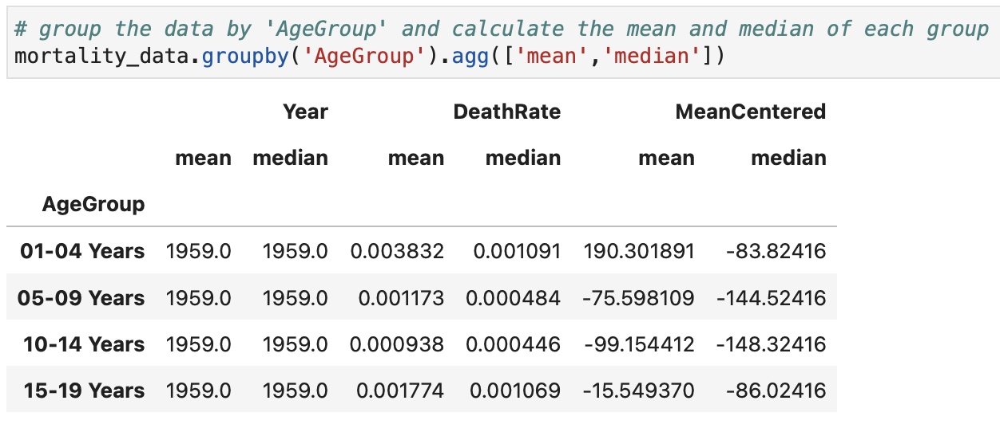 # group the data by 'AgeGroup' and calculate the mean and median of each group
mortality_data.groupby('AgeGroup').agg(['mean','median'])
Year DeathRate MeanCentered
mean median mean median mean median
AgeGroup
01-04 Years 1959.0 1959.0 0.003832 0.001091 190.301891 -83.82416
05-09 Years 1959.0 1959.0 0.001173 0.000484 -75.598109 -144.52416
10-14 Years 1959.0 1959.0 0.000938 0.000446 -99.154412 -148.32416
15-19 Years 1959.0 1959.0 0.001774 0.001069 -15.549370 -86.02416